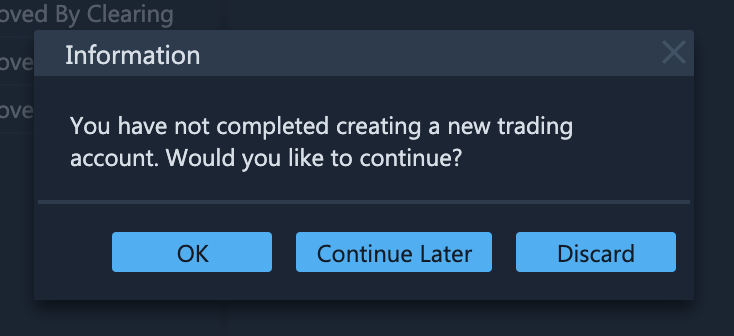 oved By Clearing
Information
ove
You have not completed creating a new trading
account. Would you like to continue?
ove
OK
Continue Later
Discard